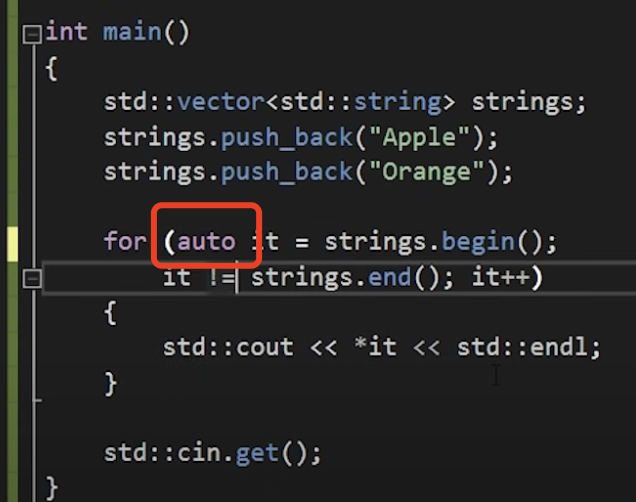 int main()
{
    std::vector<std::string> strings;
    strings.push_back("Apple");
    strings.push_back("Orange");

    for (auto it = strings.begin();
        it != strings.end(); it++)
    {
        std::cout << *it << std::endl;
    }

    std::cin.get();
}